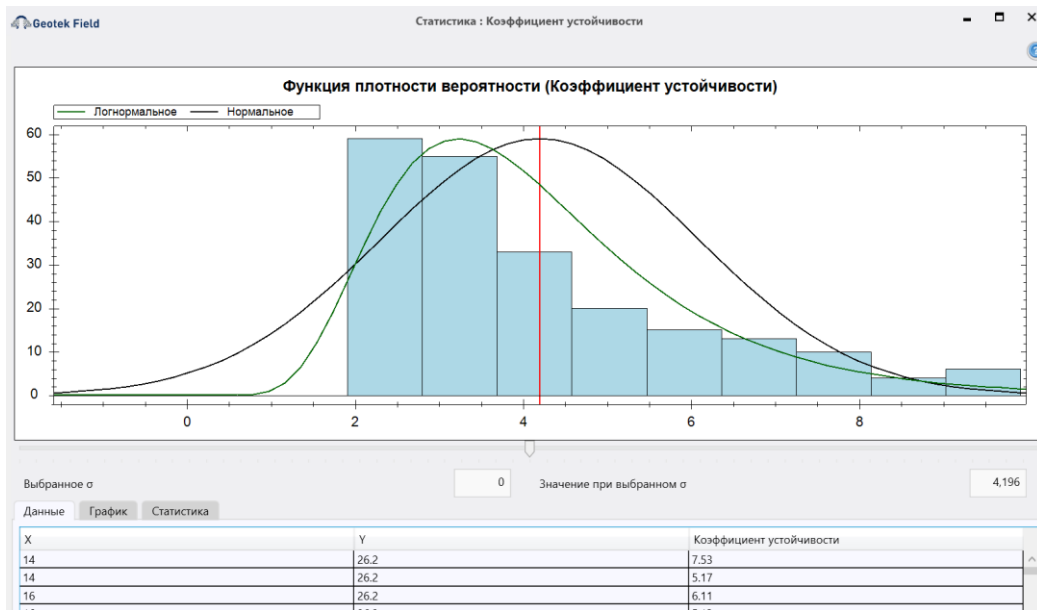 Geotek Field
Статистика : Коэффициент устойчивости
Функция плотности вероятности (Коэффициент устойчивости)
Логнормальное Нормальное
60
50
40
30
20
10
0
0 2 4 6 8
Выбранное σ 0 Значение при выбранном σ 4,196
Данные График Статистика
X Y Коэффициент устойчивости
14 26.2 7.53
14 26.2 5.17
16 26.2 6.11